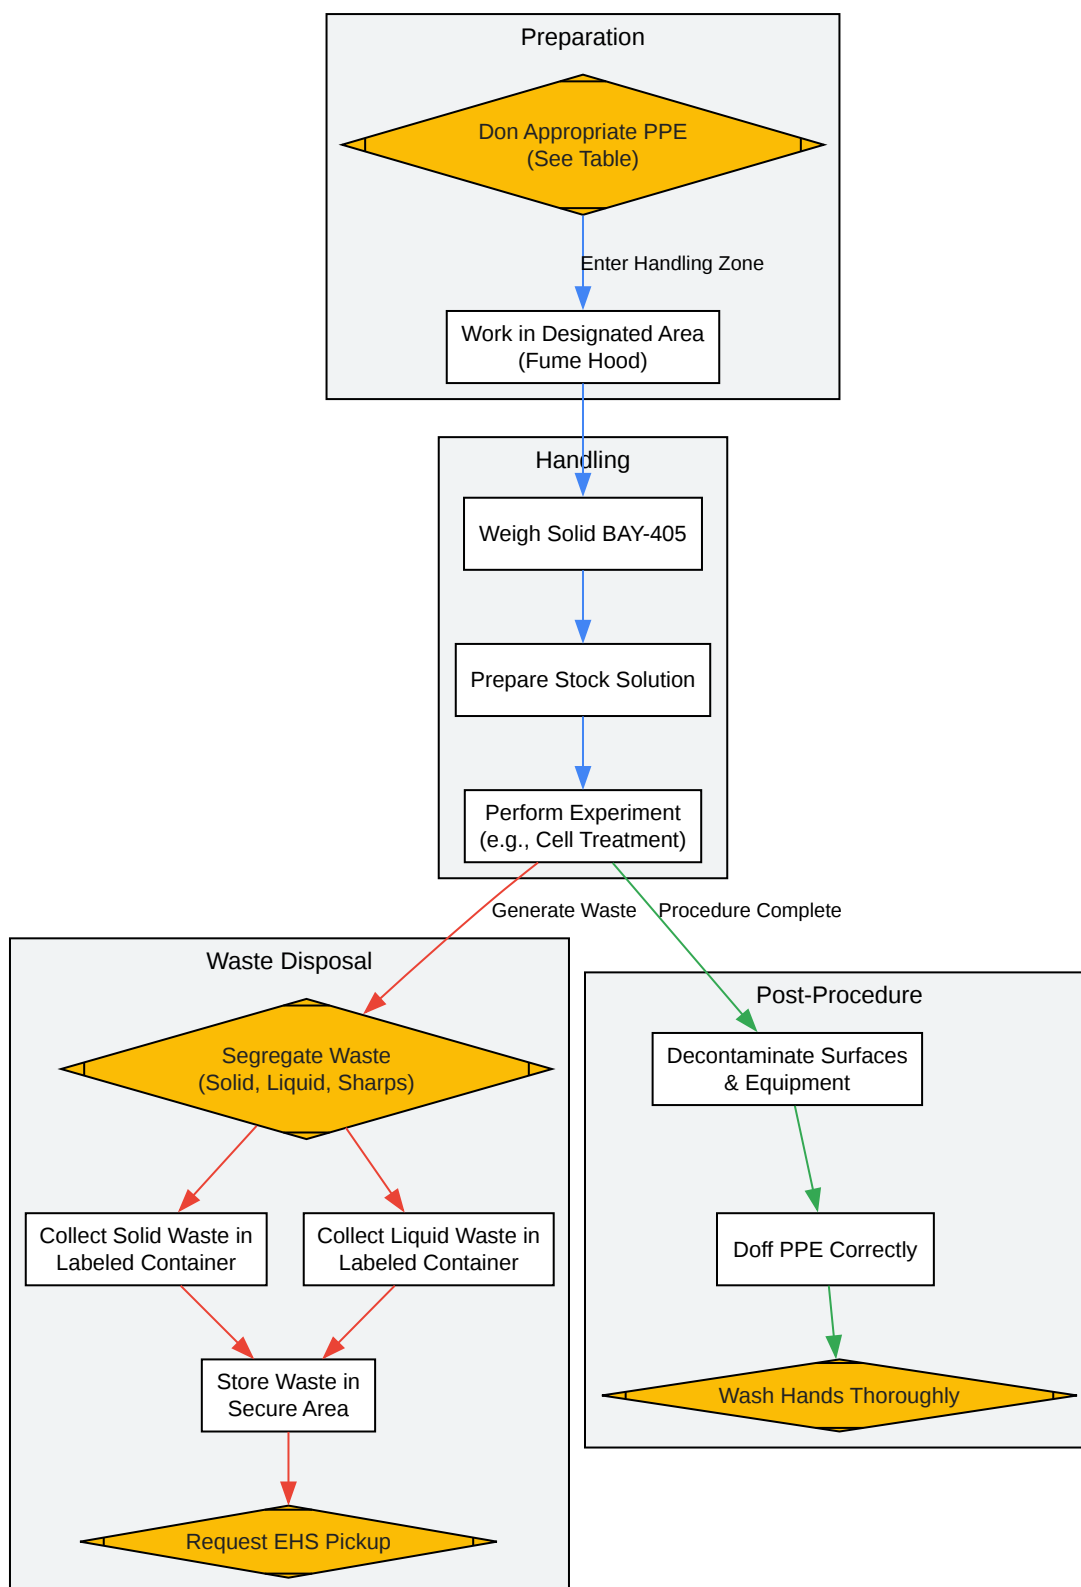 Preparation
Don Appropriate PPE
(See Table)
Enter Handling Zone
Work in Designated Area
(Fume Hood)
Handling
Weigh Solid BAY-405
Prepare Stock Solution
Perform Experiment
(e.g., Cell Treatment)
Generate Waste
Procedure Complete
Waste Disposal
Segregate Waste
(Solid, Liquid, Sharps)
Collect Solid Waste in
Labeled Container
Collect Liquid Waste in
Labeled Container
Store Waste in
Secure Area
Request EHS Pickup
Post-Procedure
Decontaminate Surfaces
& Equipment
Doff PPE Correctly
Wash Hands Thoroughly